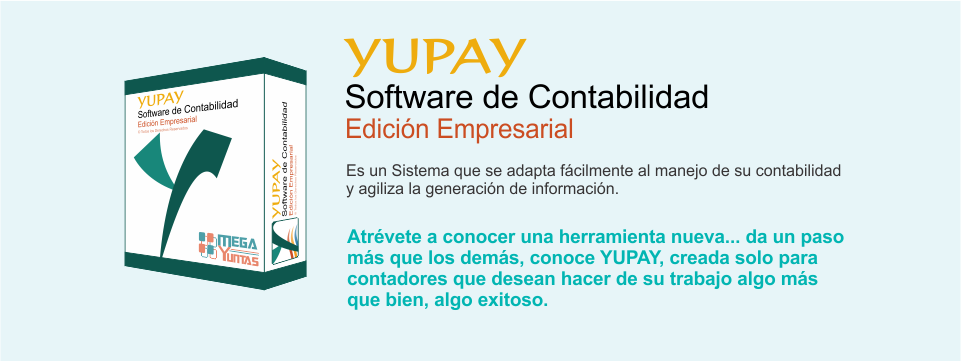 YUPAY
Software de Contabilidad
Edición Empresarial
Es un Sistema que se adapta fácilmente al manejo de su contabilidad
y agiliza la generación de información.
Atrévete a conocer una herramienta nueva... da un paso
más que los demás, conoce YUPAY, creada solo para
contadores que desean hacer de su trabajo algo más
que bien, algo exitoso.
YUPAY
Software de Contabilidad
Edición Empresarial
MEGA
YUNTAS
YUPAY
Software de Contabilidad
Edición Empresarial